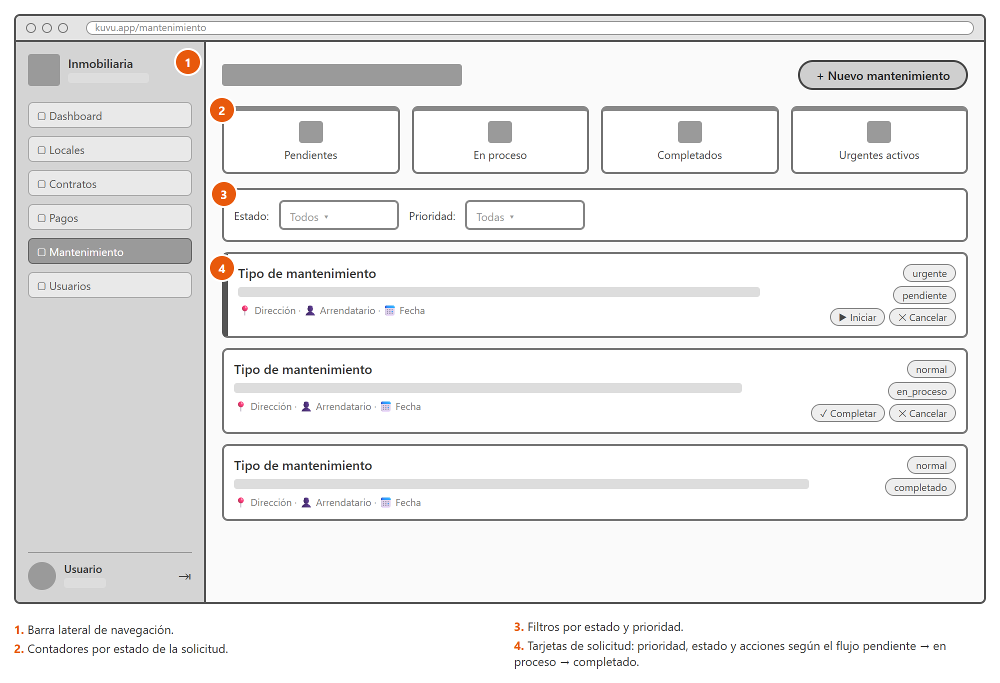 kuvu.app/mantenimiento
Inmobiliaria
1
Dashboard
Locales
Contratos
Pagos
Mantenimiento
Usuarios
Usuario
+ Nuevo mantenimiento
2
Pendientes
En proceso
Completados
Urgentes activos
3
Estado: Todos ▾ Prioridad: Todas ▾
4
Tipo de mantenimiento
urgente
pendiente
Dirección · Arrendatario · Fecha
▶ Iniciar
✕ Cancelar
Tipo de mantenimiento
normal
en_proceso
Dirección · Arrendatario · Fecha
✓ Completar
✕ Cancelar
Tipo de mantenimiento
normal
completado
Dirección · Arrendatario · Fecha
1. Barra lateral de navegación.
2. Contadores por estado de la solicitud.
3. Filtros por estado y prioridad.
4. Tarjetas de solicitud: prioridad, estado y acciones según el flujo pendiente → en
proceso → completado.